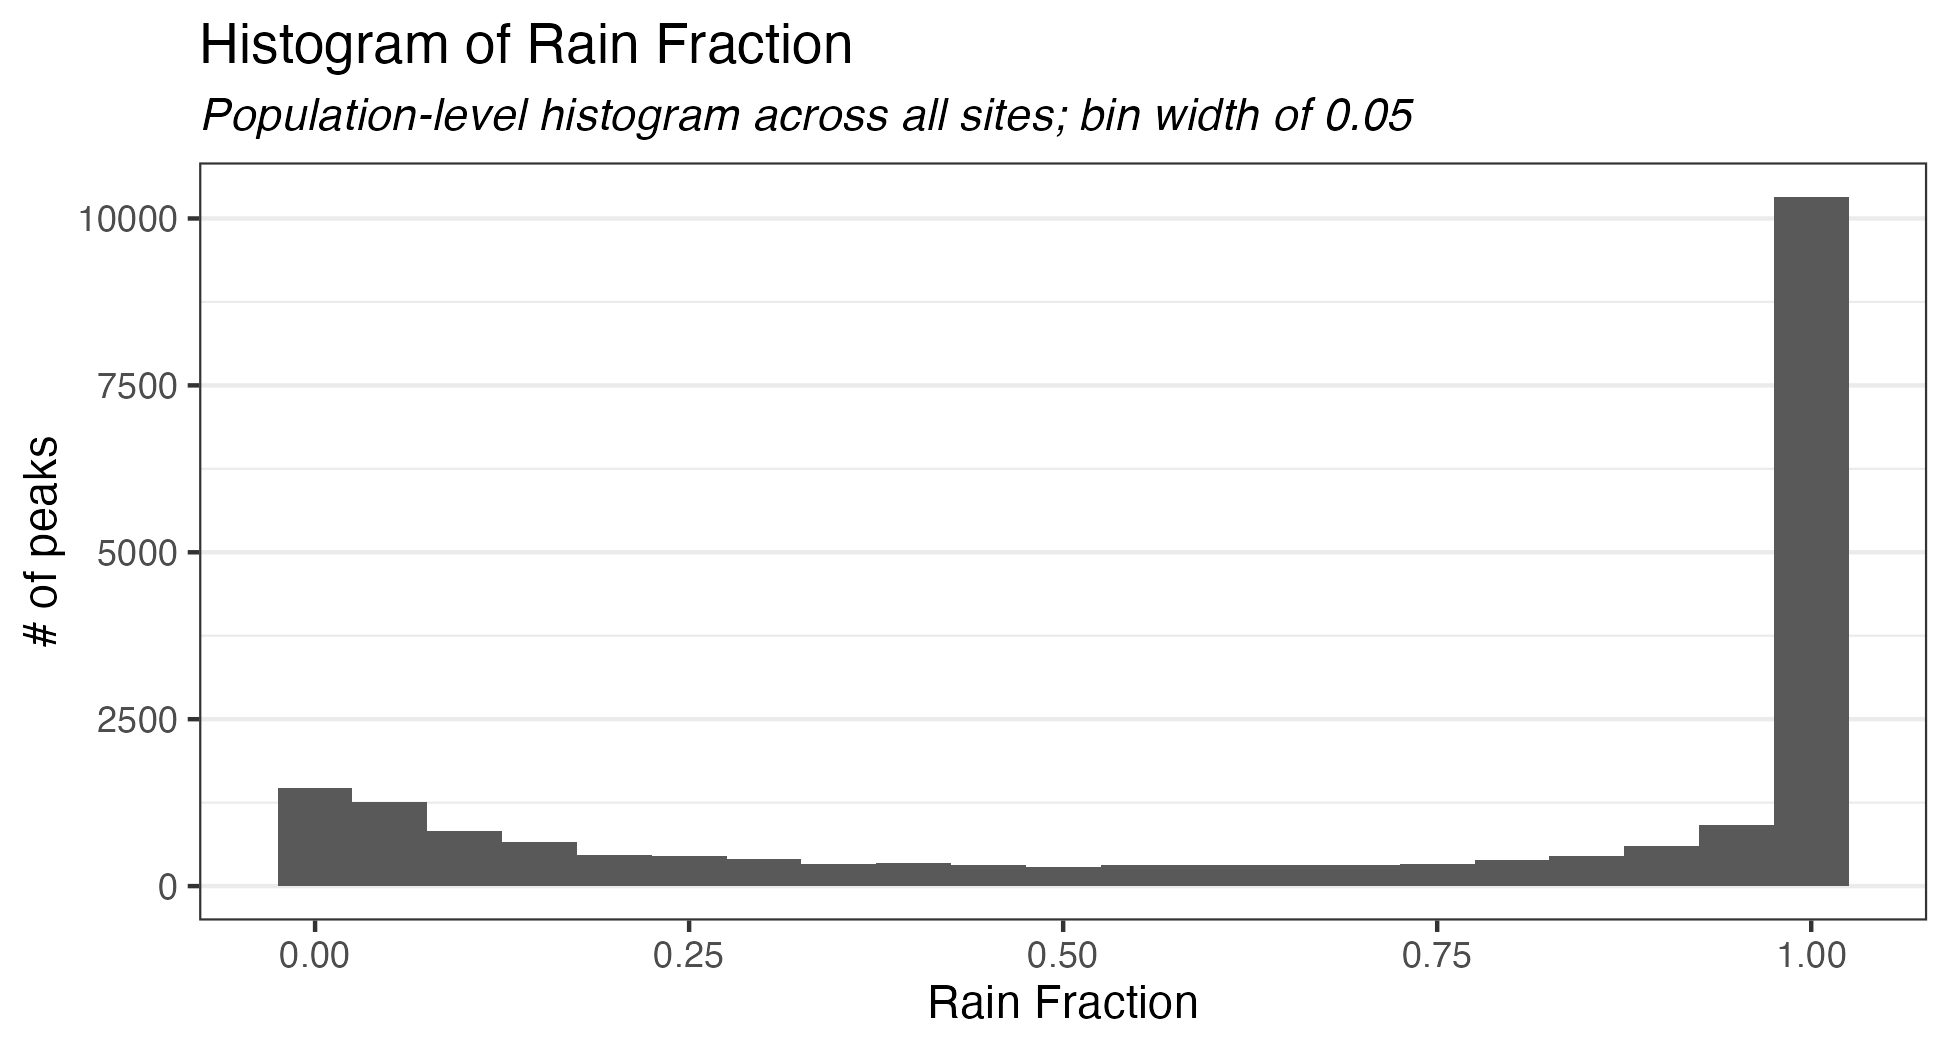 Histogram of Rain Fraction
Population-level histogram across all sites; bin width of 0.05
10000
7500
5000
2500
0
# of peaks
0.00 0.25 0.50 0.75 1.00
Rain Fraction